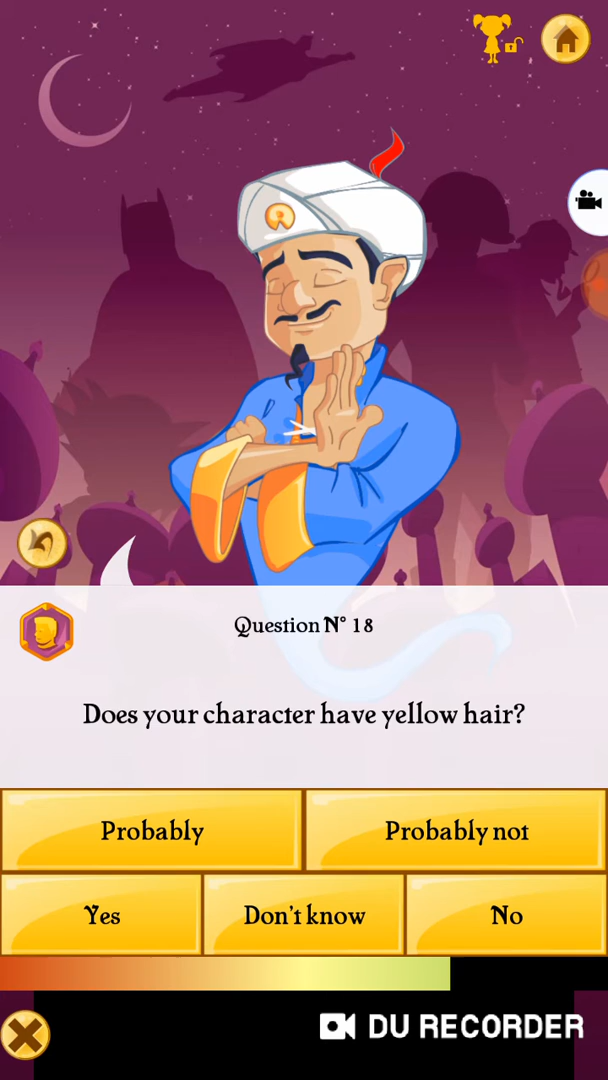 Question N° 18
Does your character have yellow hair?
Probably
Probably not
Yes
Don't know
No
DU RECORDER